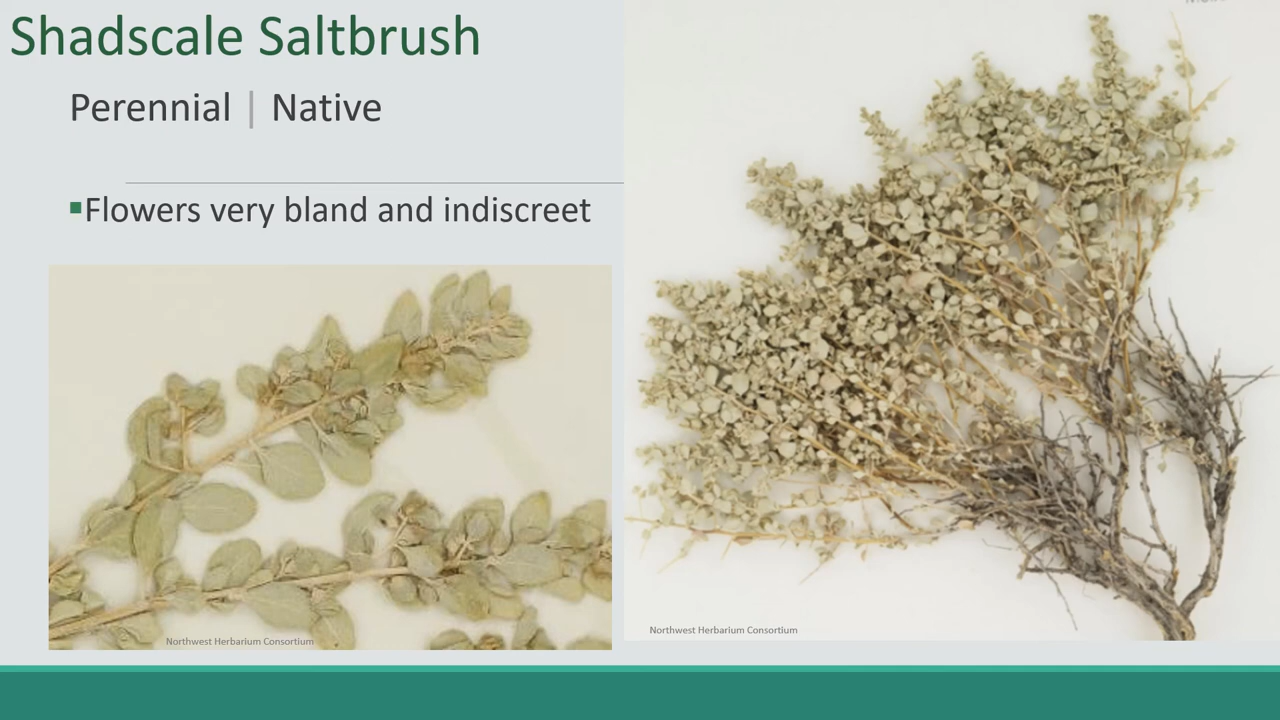 Shadscale Saltbrush
Perennial | Native
▪Flowers very bland and indiscreet
Northwest Herbarium Consortium
Northwest Herbarium Consortium